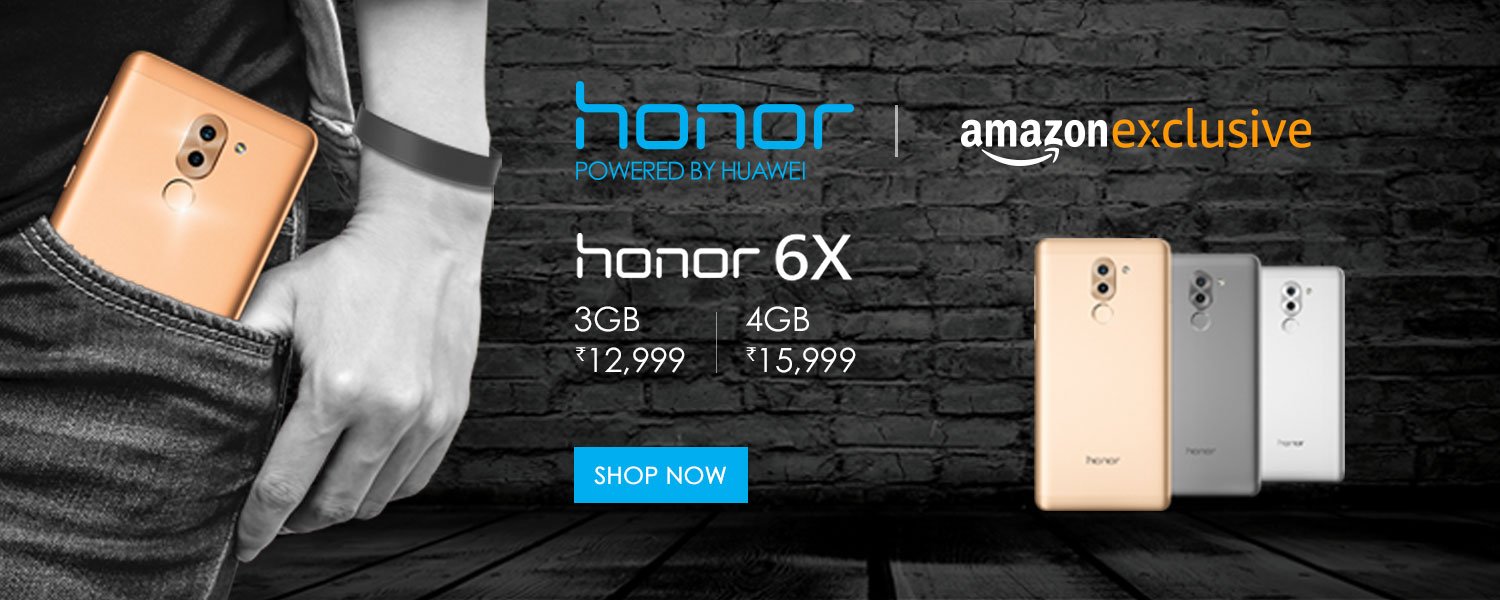 honor
POWERED BY HUAWEI
amazonexclusive
honor 6X
3GB
₹12,999
4GB
₹15,999
SHOP NOW
honor
honor
honor